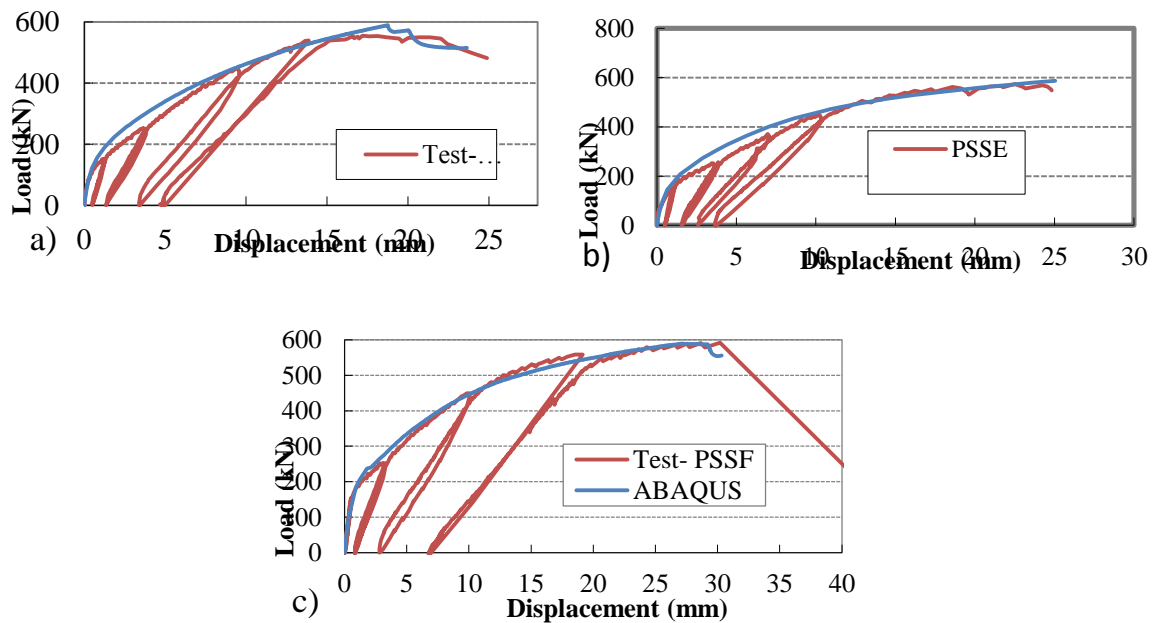 600
400
200
0
Load (kN)
Test-…
0 5 10 15 20 25
Displacement (mm)
a)
800
600
400
200
0
Load (kN)
PSSE
0 5 10 15 20 25 30
Displacement (mm)
b)
600
500
400
300
200
100
0
Load (kN)
Test- PSSF
ABAQUS
0 5 10 15 20 25 30 35 40
Displacement (mm)
c)